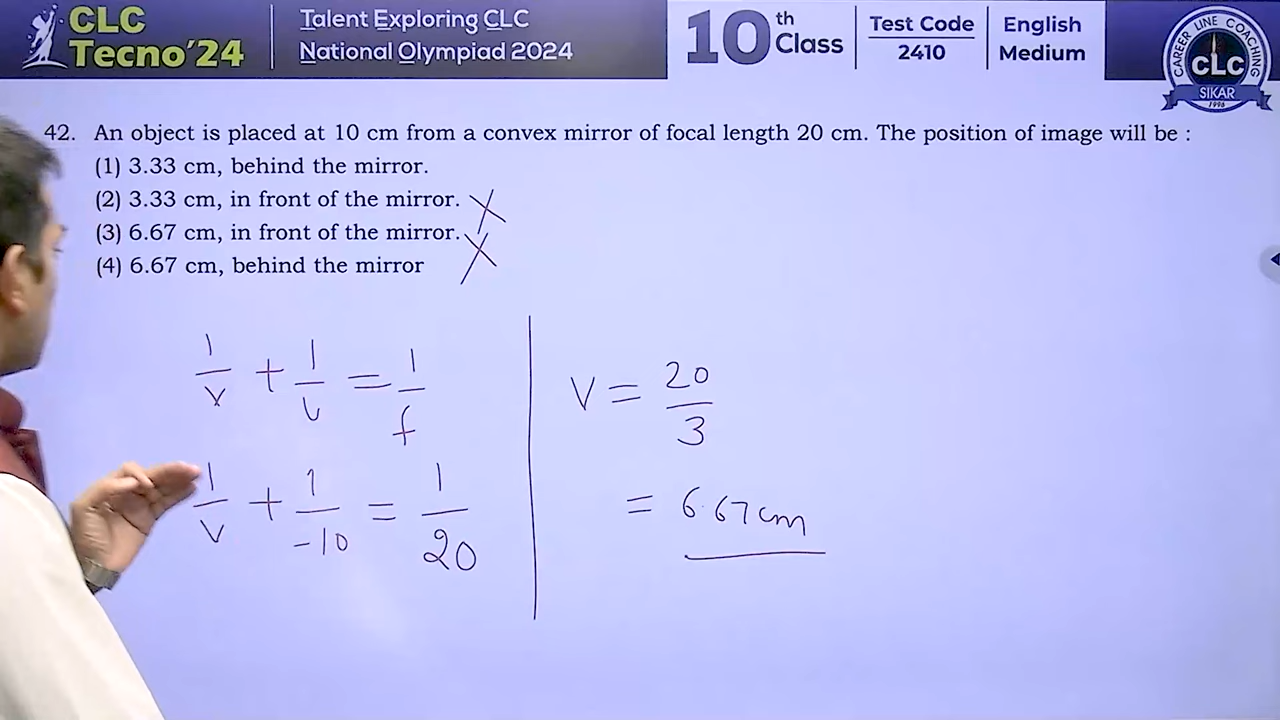 CLC
Tecno'24
Talent Exploring CLC
National Olympiad 2024
10th Class
Test Code
2410
English
Medium
CAREER LINE COACHING
CLC
SIKAR
1996
42. An object is placed at 10 cm from a convex mirror of focal length 20 cm. The position of image will be :
(1) 3.33 cm, behind the mirror.
(2) 3.33 cm, in front of the mirror.
(3) 6.67 cm, in front of the mirror.
(4) 6.67 cm, behind the mirror
1/v + 1/u = 1/f
1/v + 1/-10 = 1/20
V = 20/3
= 6.67cm